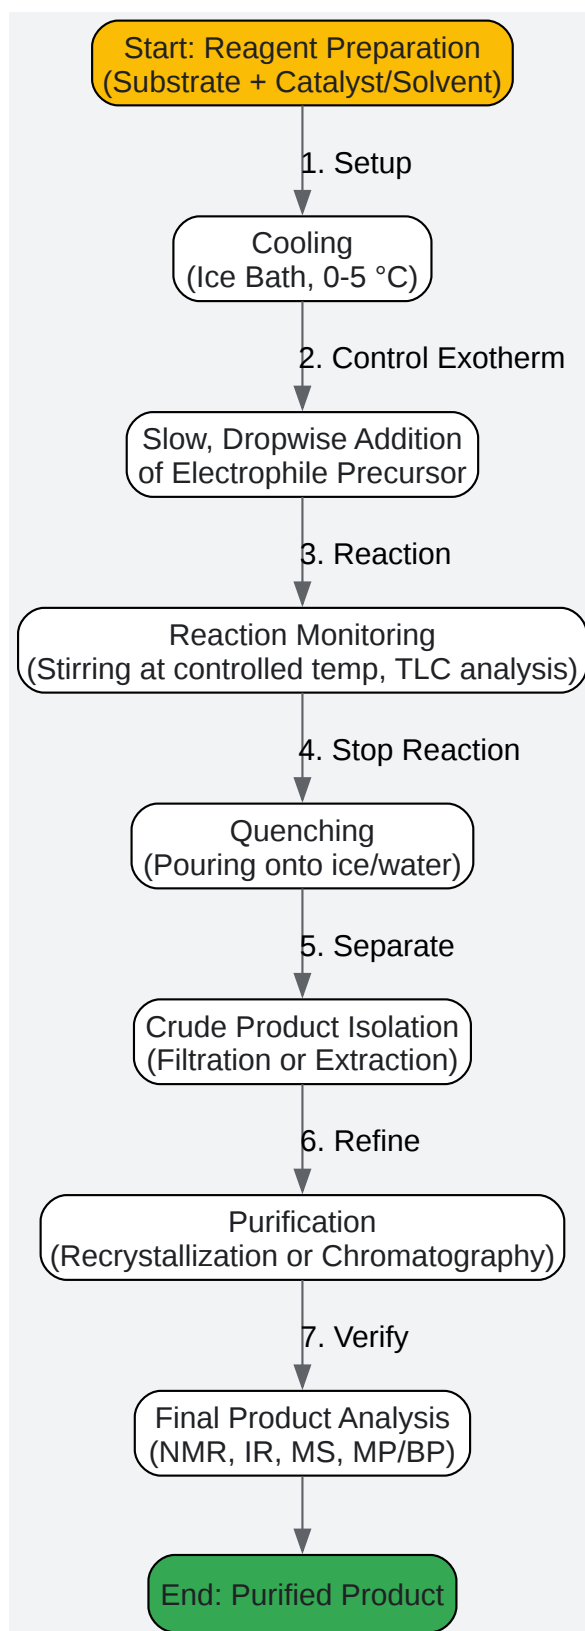 Start: Reagent Preparation
(Substrate + Catalyst/Solvent)
1. Setup
Cooling
(Ice Bath, 0-5 °C)
2. Control Exotherm
Slow, Dropwise Addition
of Electrophile Precursor
3. Reaction
Reaction Monitoring
(Stirring at controlled temp, TLC analysis)
4. Stop Reaction
Quenching
(Pouring onto ice/water)
5. Separate
Crude Product Isolation
(Filtration or Extraction)
6. Refine
Purification
(Recrystallization or Chromatography)
7. Verify
Final Product Analysis
(NMR, IR, MS, MP/BP)
End: Purified Product